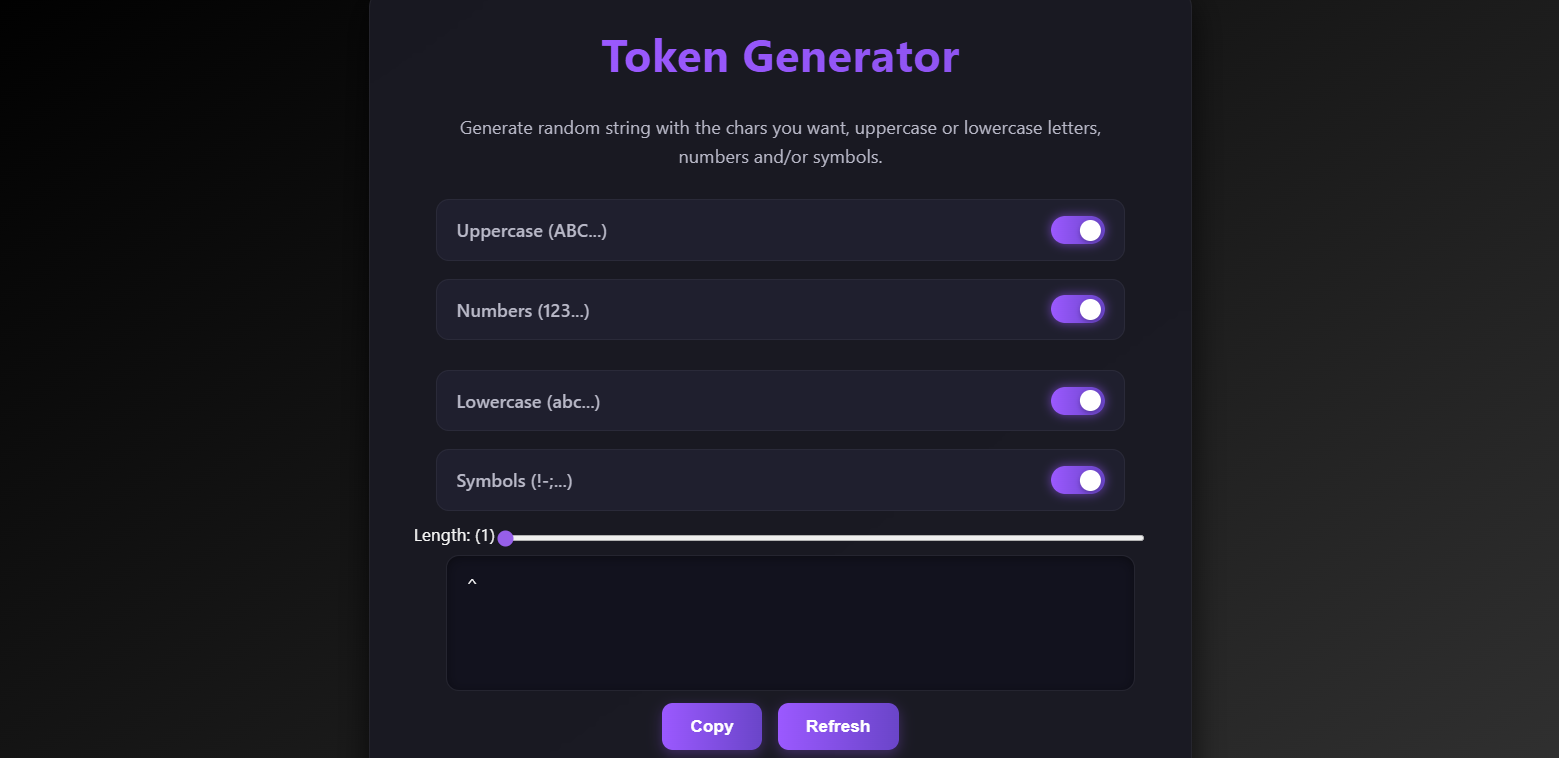 Token Generator
Generate random string with the chars you want, uppercase or lowercase letters,
numbers and/or symbols.
Uppercase (ABC...)
Numbers (123...)
Lowercase (abc...)
Symbols (!-;...)
Length: (1)
^
Copy
Refresh